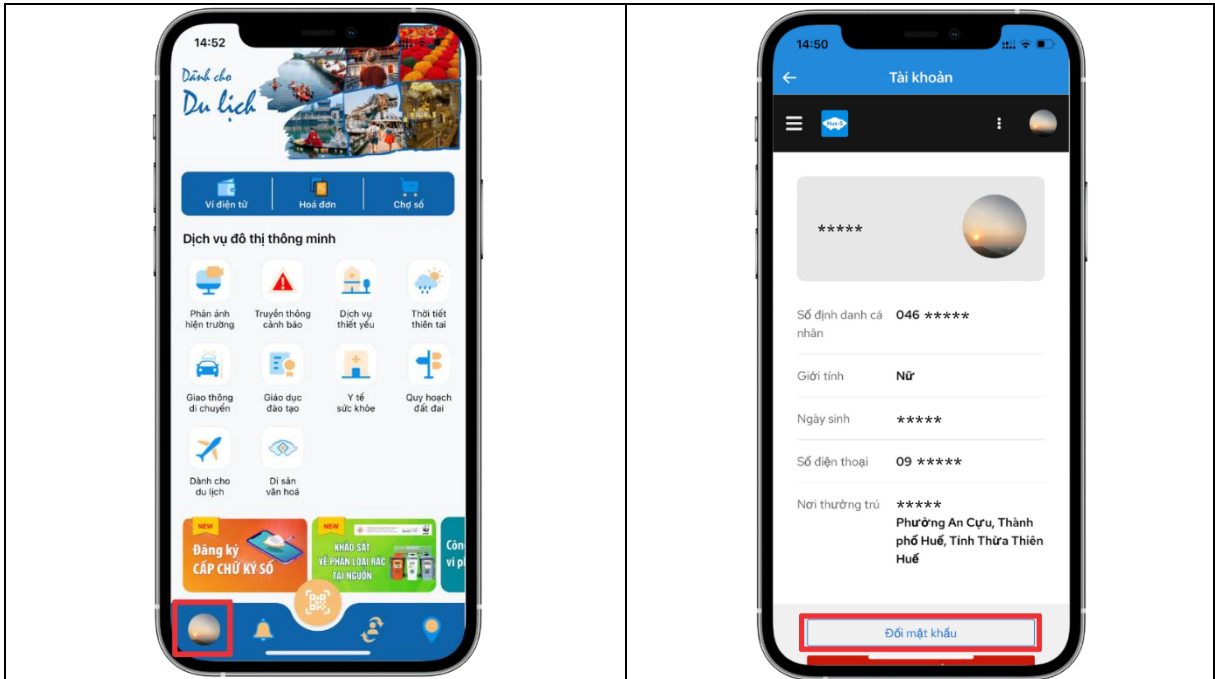 14:52
Dành cho
Du lịch
Ví điện tử
Hoá đơn
Chợ số
Dịch vụ đô thị thông minh
Phản ánh
hiện trường
Truyền thông
cảnh báo
Dịch vụ
thiết yếu
Thời tiết
thiên tai
Giao thông
di chuyển
Giáo dục
đào tạo
Y tế
sức khỏe
Quy hoạch
đất đai
Dành cho
du lịch
Di sản
văn hoá
NEW
Đăng ký
CẤP CHỮ KÝ SỐ
NEW
KHẢO SÁT
VỀ PHÂN LOẠI RÁC
TẠI NGUỒN
Côn
vi p
14:50
Tài khoản
Hue-S
*****
Số định danh cá
nhân
046 *****
Giới tính
Nữ
Ngày sinh
*****
Số điện thoại
09 *****
Nơi thường trú
*****
Phường An Cựu, Thành
phố Huế, Tỉnh Thừa Thiên
Huế
Đổi mật khẩu